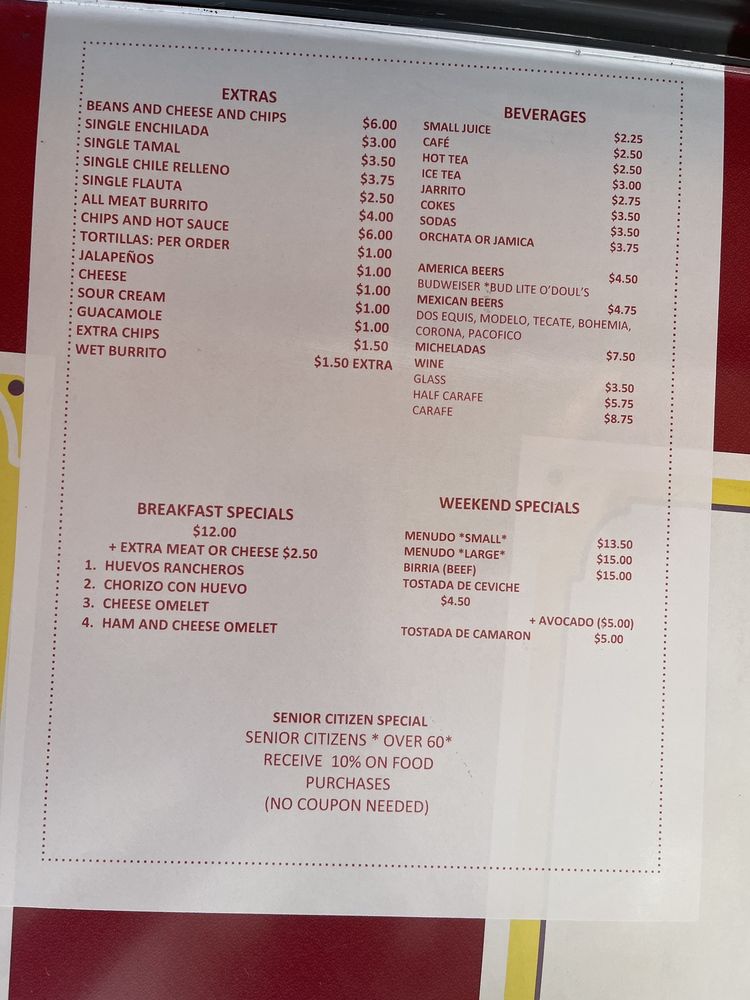 EXTRAS
BEANS AND CHEESE AND CHIPS $6.00
SINGLE ENCHILADA $3.00
SINGLE TAMAL $3.50
SINGLE CHILE RELLENO $3.75
SINGLE FLAUTA $2.50
ALL MEAT BURRITO $4.00
CHIPS AND HOT SAUCE $6.00
TORTILLAS: PER ORDER $1.00
JALAPEÑOS $1.00
CHEESE $1.00
SOUR CREAM $1.00
GUACAMOLE $1.00
EXTRA CHIPS $1.50
WET BURRITO $1.50 EXTRA
BEVERAGES
SMALL JUICE $2.25
CAFÉ $2.50
HOT TEA $2.50
ICE TEA $3.00
JARRITO $2.75
COKES $3.50
SODAS $3.50
ORCHATA OR JAMICA $3.75
AMERICA BEERS $4.50
BUDWEISER *BUD LITE O'DOUL'S
MEXICAN BEERS $4.75
DOS EQUIS, MODELO, TECATE, BOHEMIA,
CORONA, PACOFICO
MICHELADAS $7.50
WINE
GLASS $3.50
HALF CARAFE $5.75
CARAFE $8.75
BREAKFAST SPECIALS
$12.00
+ EXTRA MEAT OR CHEESE $2.50
1. HUEVOS RANCHEROS
2. CHORIZO CON HUEVO
3. CHEESE OMELET
4. HAM AND CHEESE OMELET
WEEKEND SPECIALS
MENUDO *SMALL* $13.50
MENUDO *LARGE* $15.00
BIRRIA (BEEF) $15.00
TOSTADA DE CEVICHE
$4.50
+ AVOCADO ($5.00)
TOSTADA DE CAMARON $5.00
SENIOR CITIZEN SPECIAL
SENIOR CITIZENS * OVER 60*
RECEIVE 10% ON FOOD
PURCHASES
(NO COUPON NEEDED)